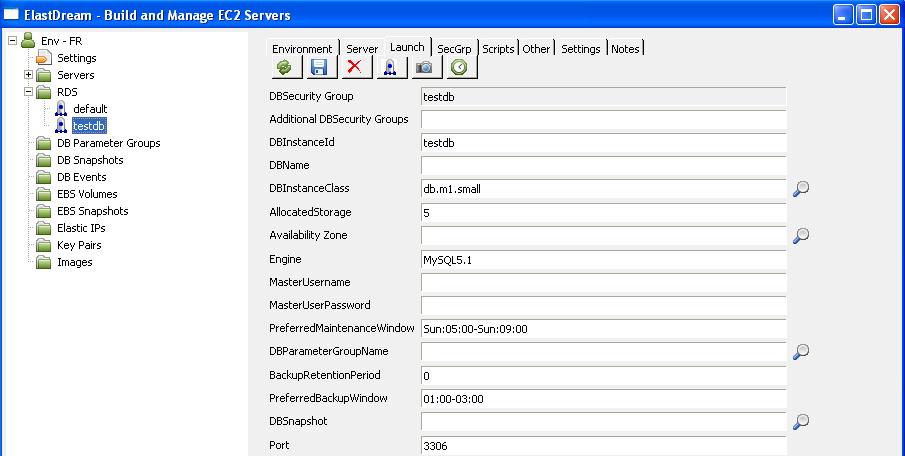 ElastDream - Build and Manage EC2 Servers
Env - FR
Settings
Servers
RDS
default
testdb
DB Parameter Groups
DB Snapshots
DB Events
EBS Volumes
EBS Snapshots
Elastic IPs
Key Pairs
Images
Environment Server Launch SecGrp Scripts Other Settings Notes
DBSecurity Group testdb
Additional DBSecurity Groups
DBInstanceId testdb
DBName
DBInstanceClass db.m1.small
AllocatedStorage 5
Availability Zone
Engine MySQL5.1
MasterUsername
MasterUserPassword
PreferredMaintenanceWindow Sun:05:00-Sun:09:00
DBParameterGroupName
BackupRetentionPeriod 0
PreferredBackupWindow 01:00-03:00
DBSnapshot
Port 3306